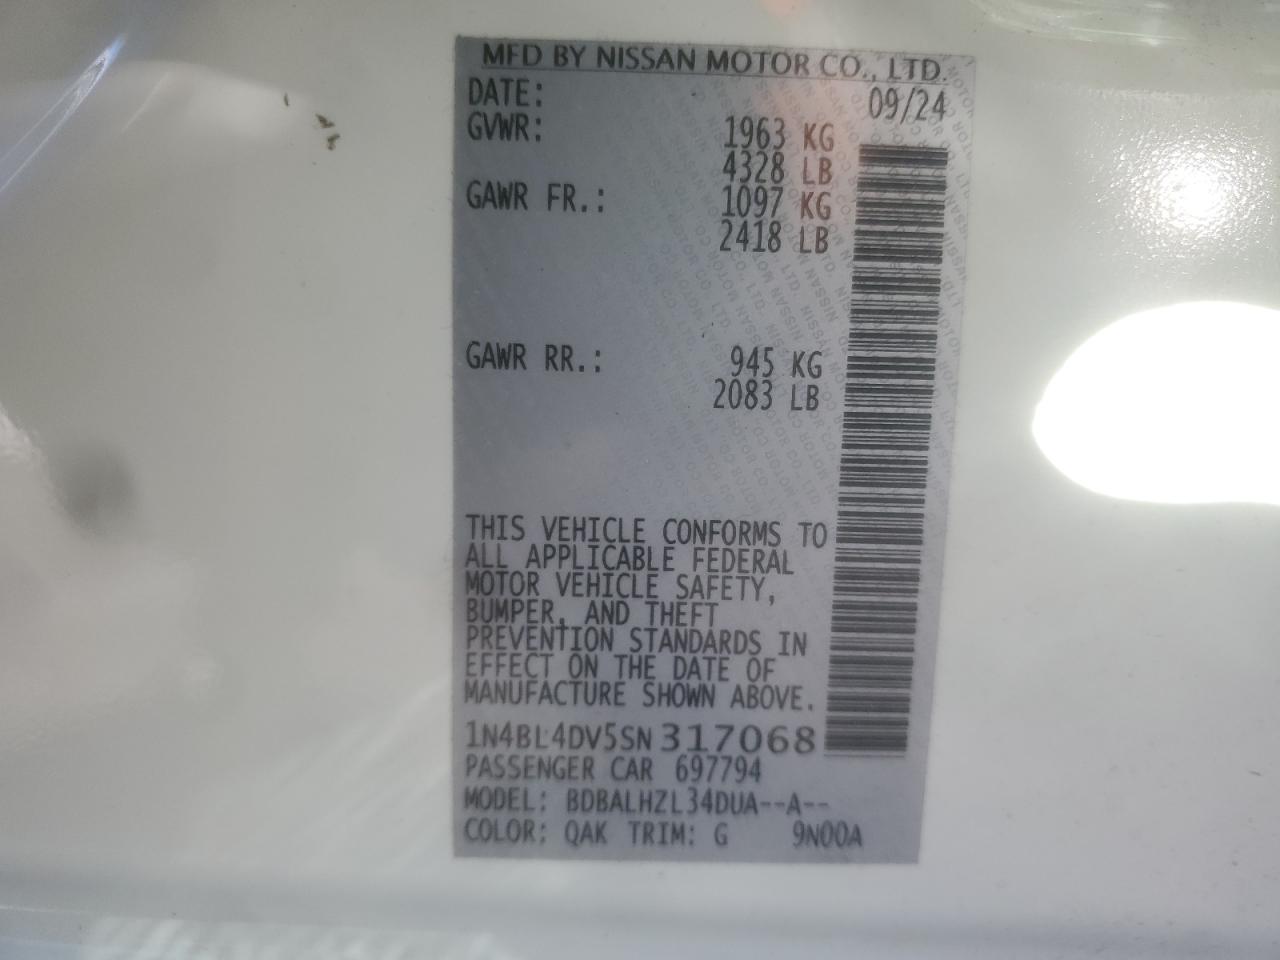 MFD BY NISSAN MOTOR CO., LTD.
DATE: 09/24
GVWR: 1963 KG
4328 LB
GAWR FR.: 1097 KG
2418 LB
GAWR RR.: 945 KG
2083 LB
THIS VEHICLE CONFORMS TO
ALL APPLICABLE FEDERAL
MOTOR VEHICLE SAFETY,
BUMPER, AND THEFT
PREVENTION STANDARDS IN
EFFECT ON THE DATE OF
MANUFACTURE SHOWN ABOVE.
1N4BL4DV5SN317068
PASSENGER CAR 697794
MODEL: BDBALHZL34DUA--A--
COLOR: QAK TRIM: G 9N00A